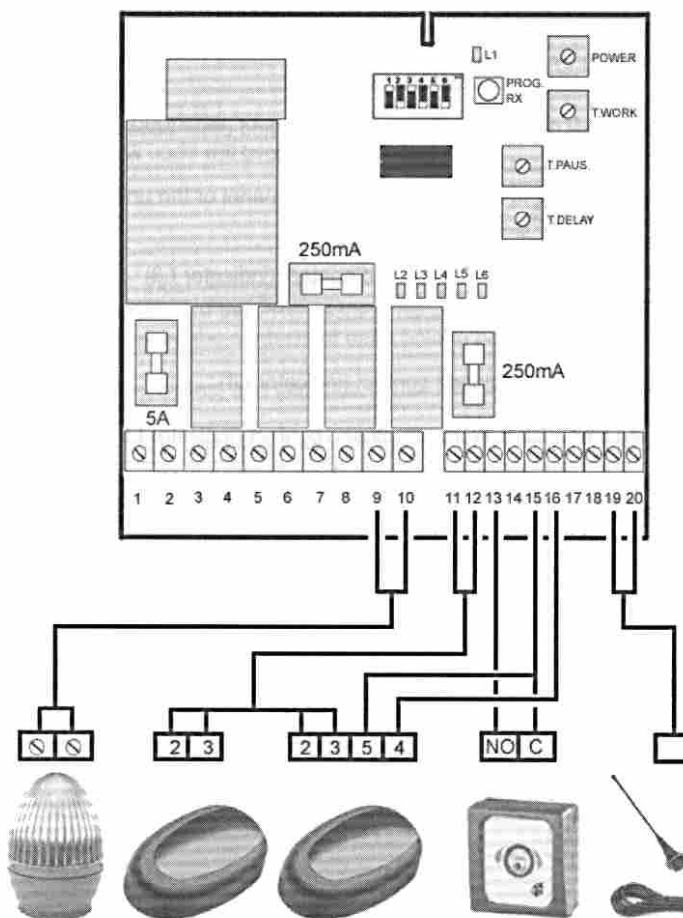 L1
POWER
1 2 3 4 5 6
PROG.
RX
T.WORK
T.PAUS.
T.DELAY
250mA
L2 L3 L4 L5 L6
250mA
5A
1 2 3 4 5 6 7 8 9 10 11 12 13 14 15 16 17 18 19 20
2 3 2 3 5 4 NO C